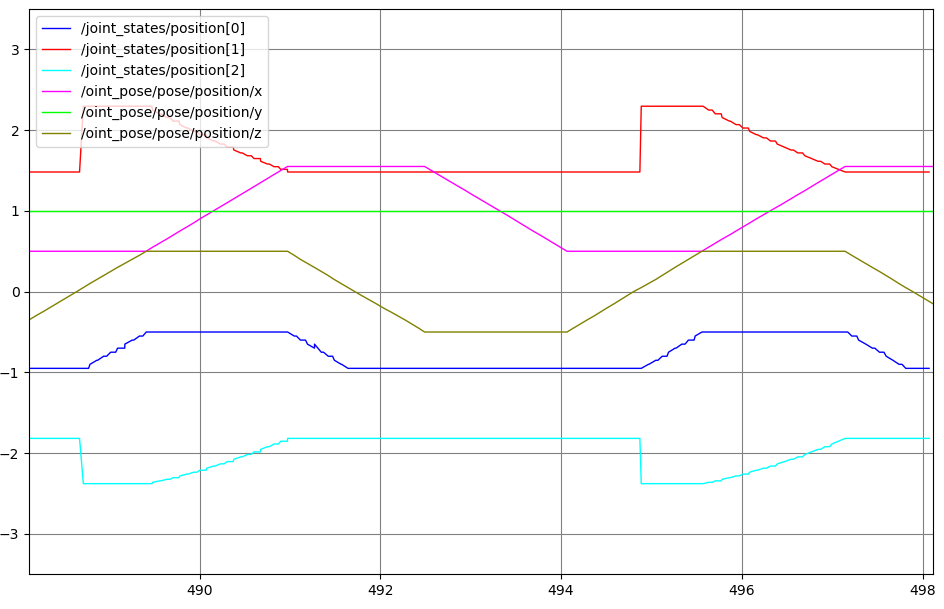 /joint_states/position[0]
/joint_states/position[1]
/joint_states/position[2]
/oint_pose/pose/position/x
/oint_pose/pose/position/y
/oint_pose/pose/position/z
3
2
1
0
−1
−2
−3
490 492 494 496 498